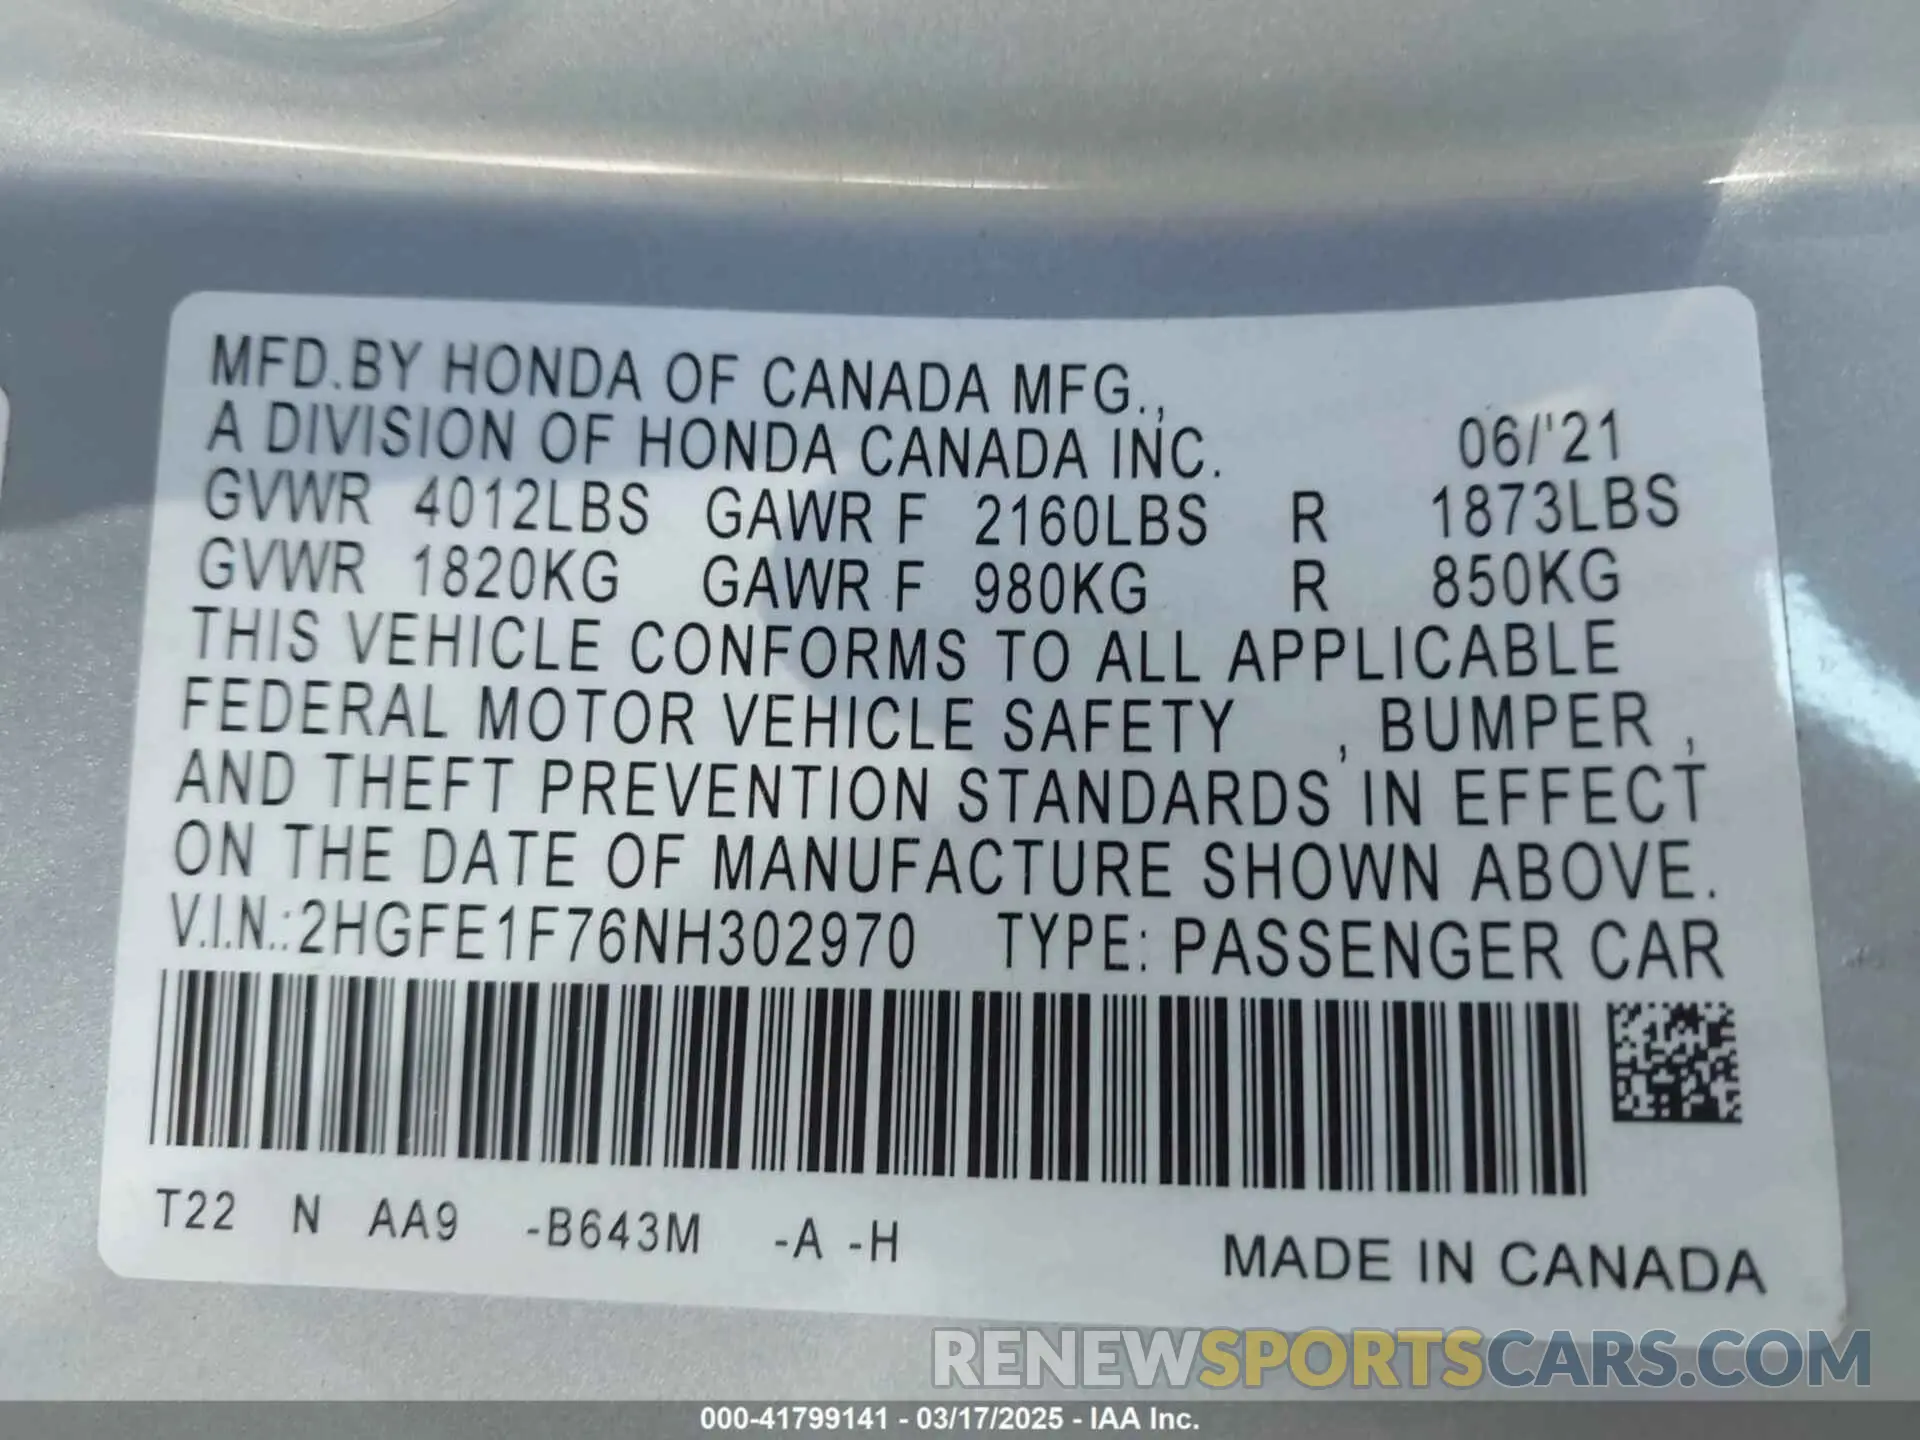 MFD.BY HONDA OF CANADA MFG.,
A DIVISION OF HONDA CANADA INC. 06/'21
GVWR 4012LBS GAWR F 2160LBS R 1873LBS
GVWR 1820KG GAWR F 980KG R 850KG
THIS VEHICLE CONFORMS TO ALL APPLICABLE
FEDERAL MOTOR VEHICLE SAFETY , BUMPER ,
AND THEFT PREVENTION STANDARDS IN EFFECT
ON THE DATE OF MANUFACTURE SHOWN ABOVE.
V.I.N.:2HGFE1F76NH302970 TYPE: PASSENGER CAR
T22 N AA9 -B643M -A -H
MADE IN CANADA
RENEWSPORTSCARS.COM
000-41799141 - 03/17/2025 - IAA Inc.